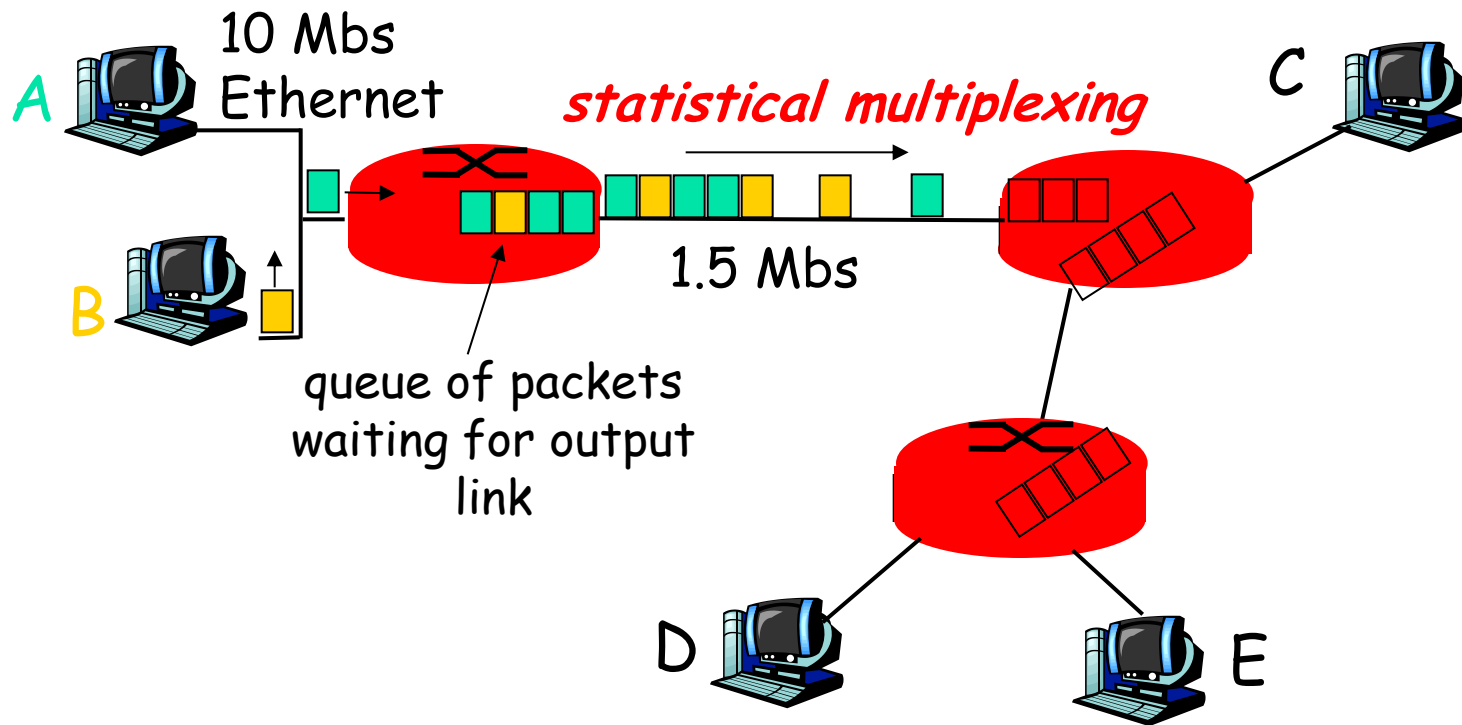 10 Mbs
Ethernet
A
statistical multiplexing
C
B
1.5 Mbs
queue of packets
waiting for output
link
D
E